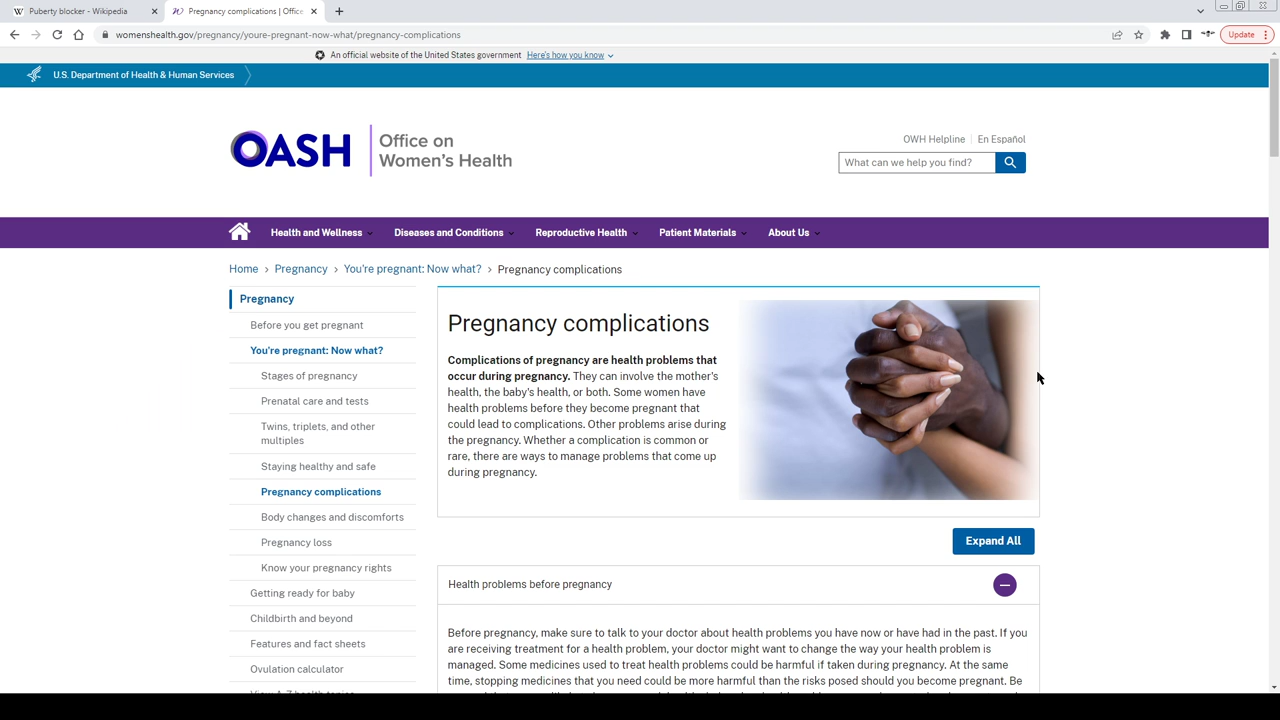 Puberty blocker - Wikipedia
Pregnancy complications | Office
womenshealth.gov/pregnancy/youre-pregnant-now-what/pregnancy-complications
Update
An official website of the United States government Here's how you know
U.S. Department of Health & Human Services
OASH
Office on
Women's Health
OWH Helpline
En Español
What can we help you find?
Health and Wellness
Diseases and Conditions
Reproductive Health
Patient Materials
About Us
Home > Pregnancy > You're pregnant: Now what? > Pregnancy complications
Pregnancy
Before you get pregnant
You're pregnant: Now what?
Stages of pregnancy
Prenatal care and tests
Twins, triplets, and other
multiples
Staying healthy and safe
Pregnancy complications
Body changes and discomforts
Pregnancy loss
Know your pregnancy rights
Getting ready for baby
Childbirth and beyond
Features and fact sheets
Ovulation calculator
View A-Z health topics
Pregnancy complications
Complications of pregnancy are health problems that
occur during pregnancy. They can involve the mother's
health, the baby's health, or both. Some women have
health problems before they become pregnant that
could lead to complications. Other problems arise during
the pregnancy. Whether a complication is common or
rare, there are ways to manage problems that come up
during pregnancy.
Expand All
Health problems before pregnancy
Before pregnancy, make sure to talk to your doctor about health problems you have now or have had in the past. If you
are receiving treatment for a health problem, your doctor might want to change the way your health problem is
managed. Some medicines used to treat health problems could be harmful if taken during pregnancy. At the same
time, stopping medicines that you need could be more harmful than the risks posed should you become pregnant. Be